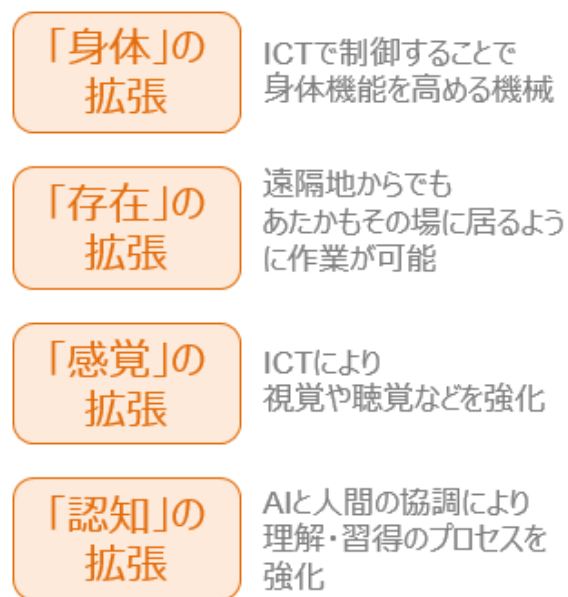 「身体」の
拡張
ICTで制御することで
身体機能を高める機械
「存在」の
拡張
遠隔地からでも
あたかもその場に居るよう
に作業が可能
「感覚」の
拡張
ICTにより
視覚や聴覚などを強化
「認知」の
拡張
AIと人間の協調により
理解・習得のプロセスを
強化